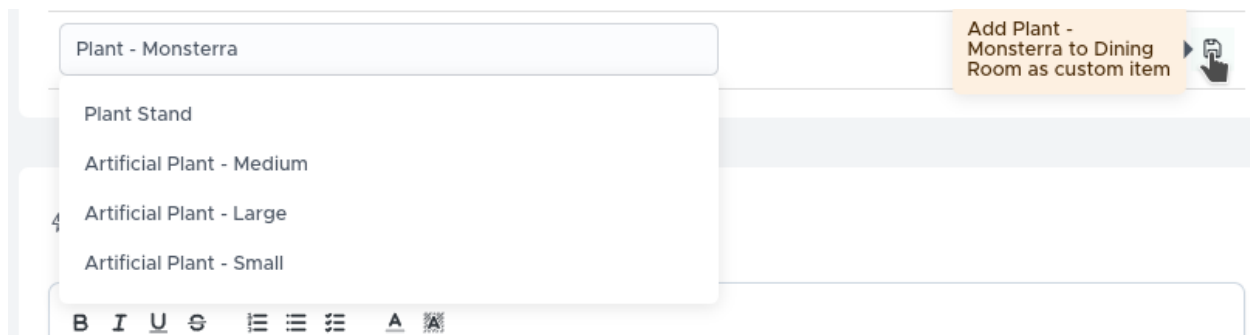 Plant - Monsterra
Add Plant -
Monsterra to Dining
Room as custom item
Plant Stand
Artificial Plant - Medium
Artificial Plant - Large
Artificial Plant - Small
B I U S A A